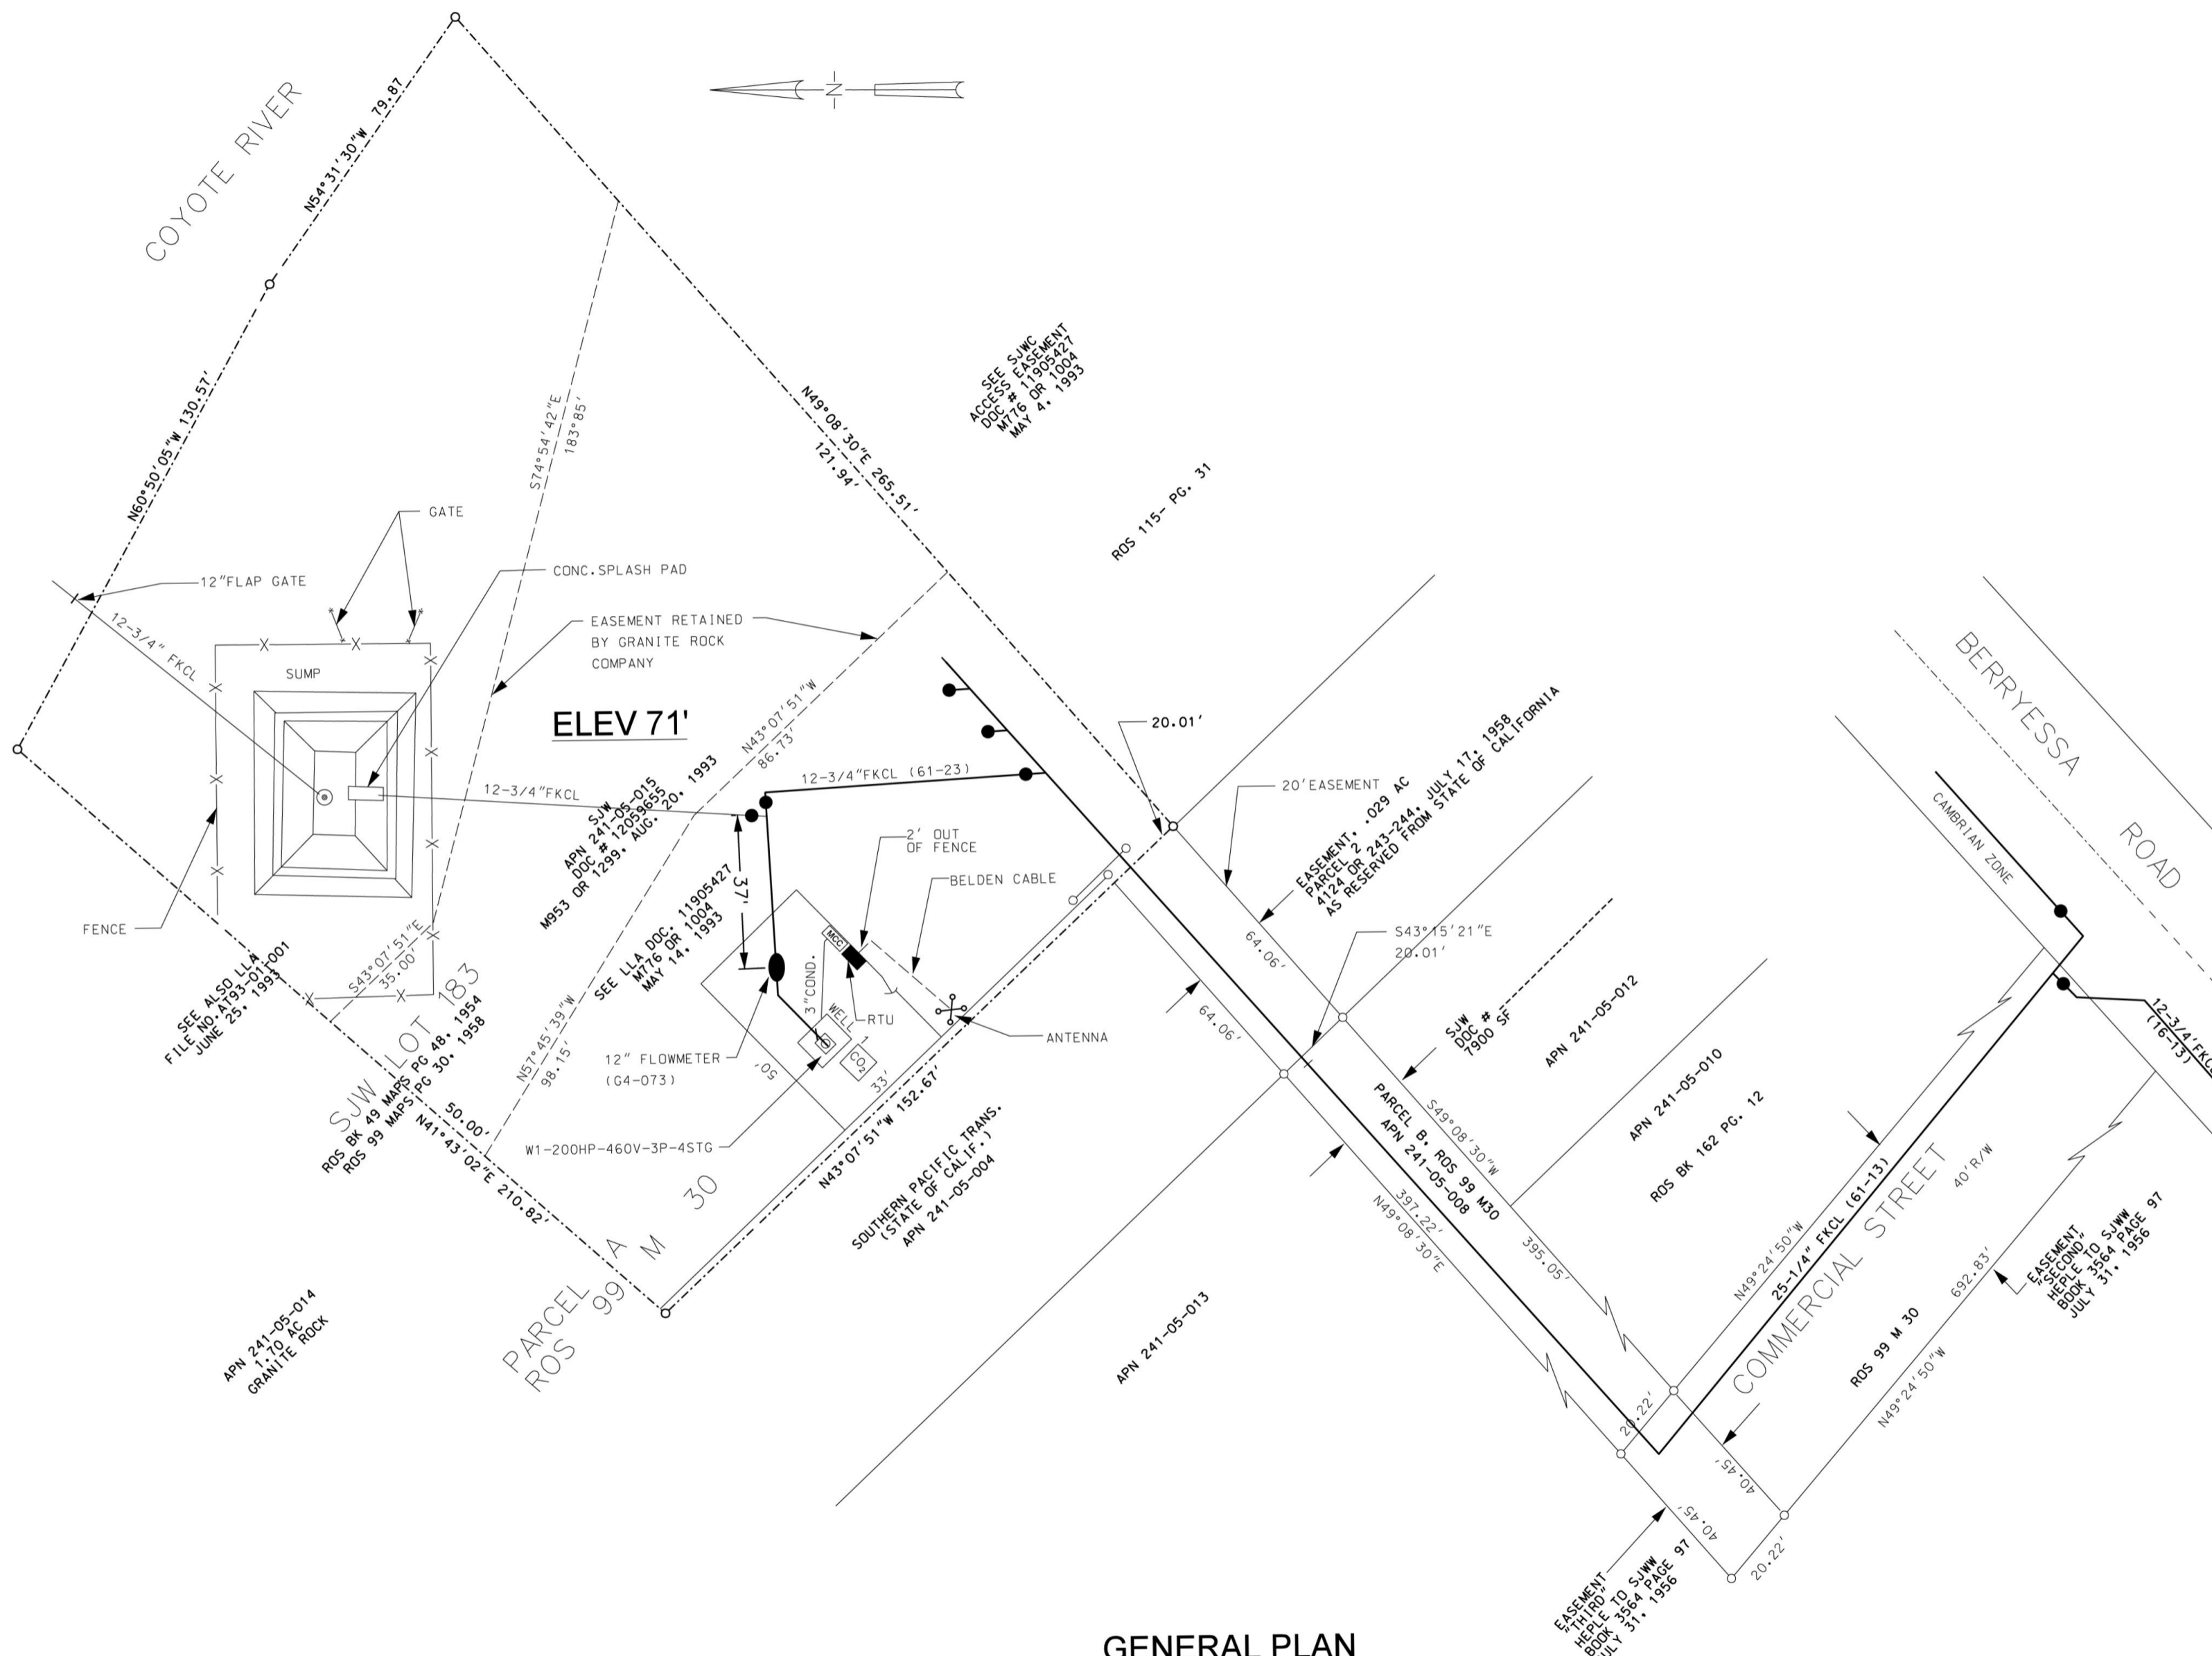 COYOTE RIVER
N54°31'30"W 79.87
N
N60°50'05"W 130.57'
S74°54'42"E
183°85'
N49°08'30"E 265.51'
121.94'
SEE SJWC
ACCESS EASEMENT
DOC # 11905427
M776 OR 1004
MAY 4, 1993
ROS 115- PG. 31
GATE
12"FLAP GATE
CONC.SPLASH PAD
12-3/4" FKCL
SUMP
EASEMENT RETAINED
BY GRANITE ROCK
COMPANY
ELEV 71'
N43°07'51"W
86.73'
12-3/4"FKCL (61-23)
12-3/4"FKCL
SJW
APN 241-05-015
DOC # 12059655
M953 OR 1299, AUG. 20, 1993
20.01'
20'EASEMENT
EASEMENT, .029 AC
PARCEL 2
4124 OR 243-244, JULY 17, 1958
AS RESERVED FROM STATE OF CALIFORNIA
BERRYESSA
ROAD
CAMBRIAN ZONE
2' OUT
OF FENCE
BELDEN CABLE
37'
SEE LLA DOC. 11905427
M776 OR 1004
MAY 14, 1993
MCC
3"COND.
WELL 1
CO2
RTU
ANTENNA
FENCE
S43°07'51"E
35.00'
SEE ALSO LLA
FILE NO.AT93-01-001
JUNE 25, 1993
SJW LOT 183
ROS BK 49 MAPS PG 48, 1954
ROS 99 MAPS PG 30, 1958
N57°45'39"W
98.15'
12" FLOWMETER
(G4-073)
50'
33'
W1-200HP-460V-3P-4STG
50.00'
N41°43'02"E 210.82'
N43°07'51"W 152.67'
SOUTHERN PACIFIC TRANS.
(STATE OF CALIF.)
APN 241-05-004
64.06'
64.06'
S43°15'21"E
20.01'
SJW
DOC #
7900 SF
APN 241-05-012
APN 241-05-010
ROS BK 162 PG. 12
12-3/4'FKCL
(16-13)
PARCEL B, ROS 99 M30
APN 241-05-008
S49°08'30"W
395.05'
397.22'
N49°08'30"E
N49°24'50"W
25-1/4" FKCL (61-13)
COMMERCIAL STREET
40'R/W
692.83'
EASEMENT
"SECOND"
HEPLE TO SJWW
BOOK 3564 PAGE 97
JULY 31, 1956
ROS 99 M 30
N49°24'50"W
PARCEL A
ROS 99 M 30
APN 241-05-014
1.70 AC
GRANITE ROCK
APN 241-05-013
20.22'
40.45'
40.45'
20.22'
EASEMENT
"THIRD"
HEPLE TO SJWW
BOOK 3564 PAGE 97
JULY 31, 1956
GENERAL PLAN